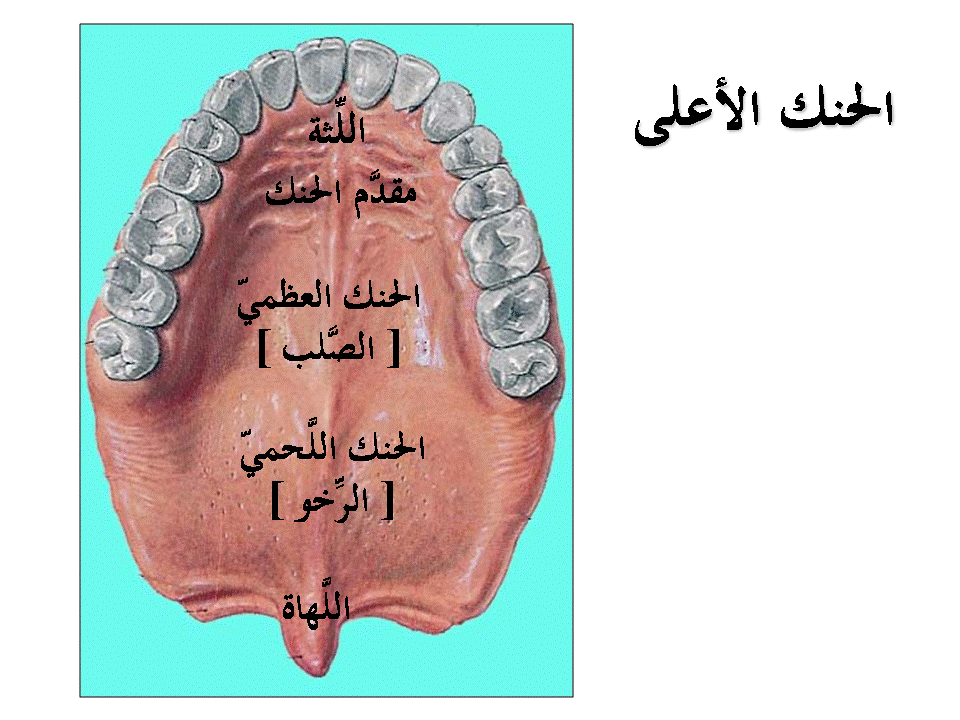 الحنك الأعلى
اللِّثة
مقدَّم الحنك
الحنك العظميّ
[ الصَّلب ]
الحنك اللَّحميّ
[ الرِّخو ]
اللَّهاة